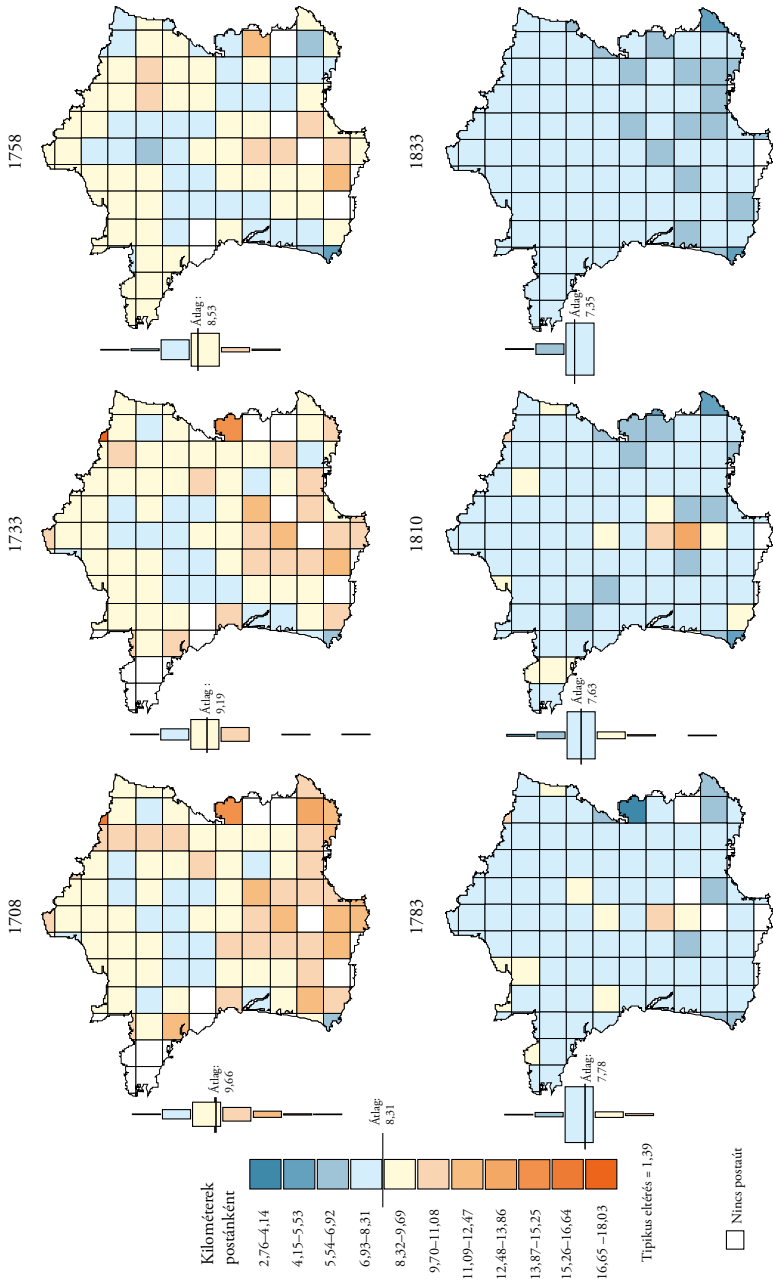 1708
1733
1758
Átlag:
9,66
Átlag :
9,19
Átlag :
8,53
1783
1810
1833
Átlag:
7,78
Átlag:
7,63
Átlag:
7,35
Kilométerek
postánként
2,76–4,14
4,15–5,53
5,54–6,92
6,93–8,31
8,32–9,69
9,70–11,08
11,09–12,47
12,48–13,86
13,87–15,25
15,26–16,64
16,65 –18.03
Átlag:
8,31
Tipikus eltérés = 1,39
Nincs postaút